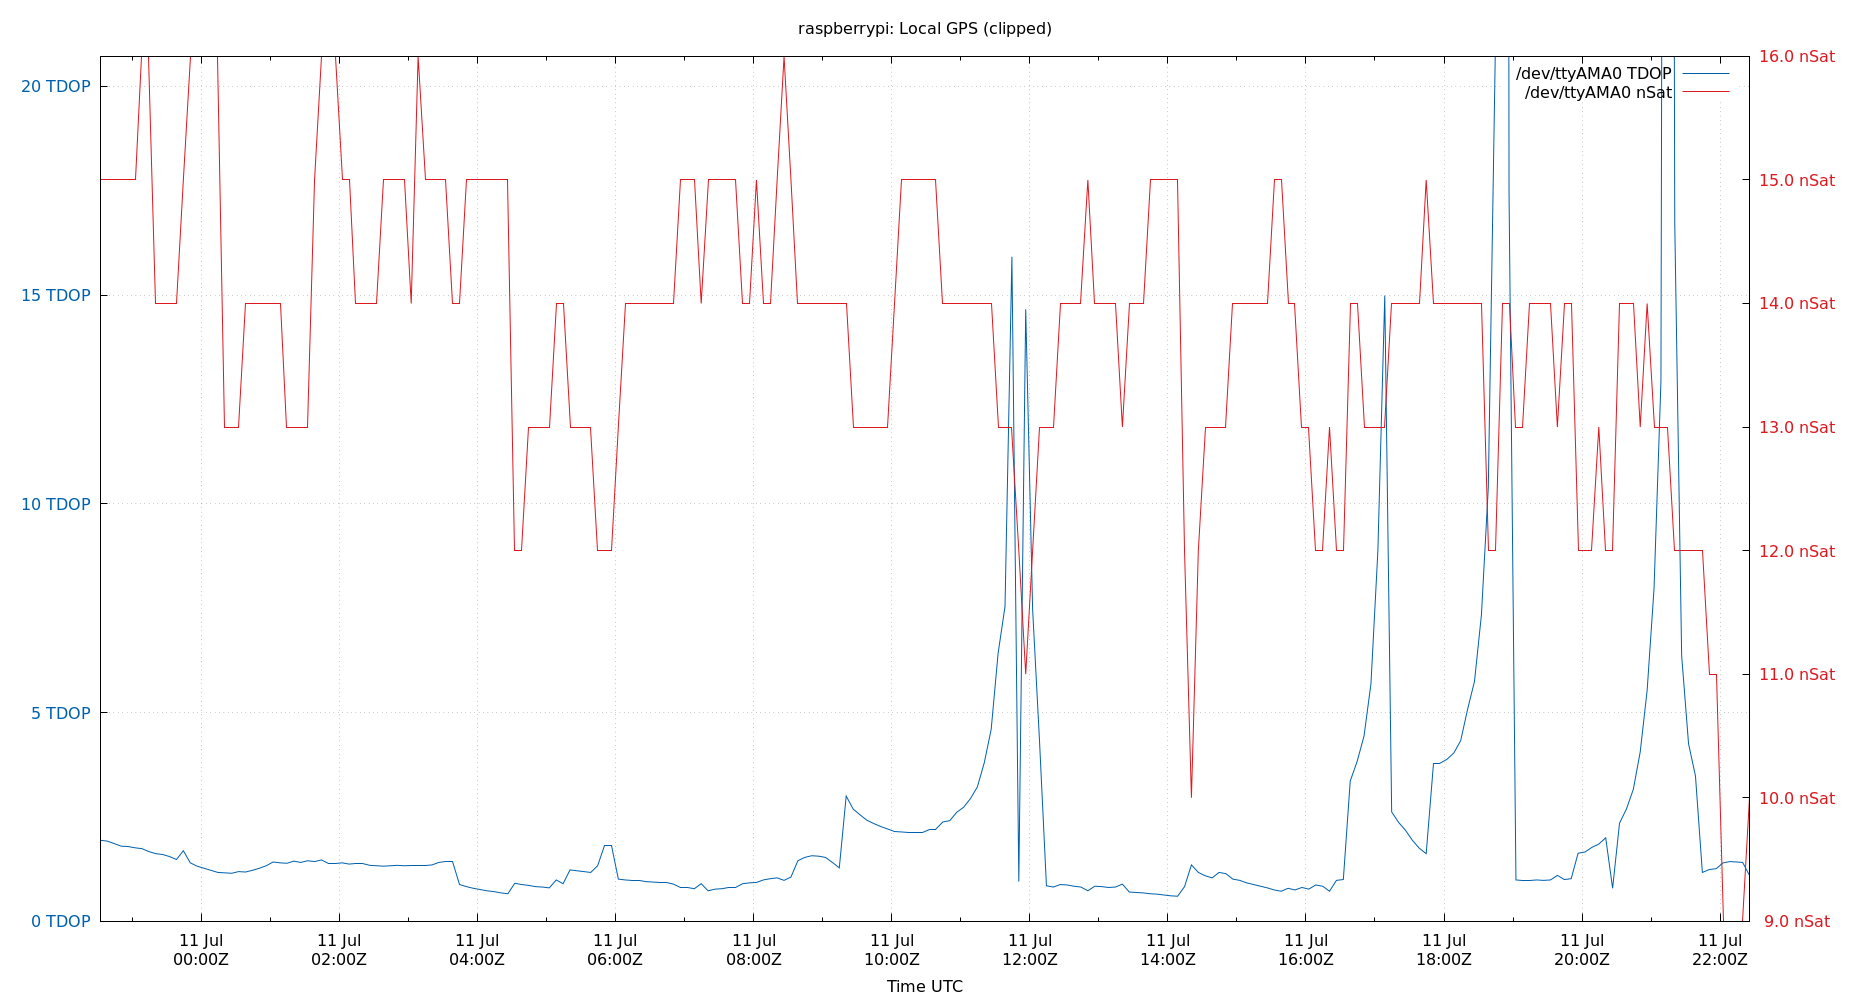 raspberrypi: Local GPS (clipped)
/dev/ttyAMA0 TDOP
/dev/ttyAMA0 nSat
20 TDOP
15 TDOP
10 TDOP
5 TDOP
0 TDOP
16.0 nSat
15.0 nSat
14.0 nSat
13.0 nSat
12.0 nSat
11.0 nSat
10.0 nSat
9.0 nSat
11 Jul 11 Jul 11 Jul 11 Jul 11 Jul 11 Jul 11 Jul 11 Jul 11 Jul 11 Jul 11 Jul 11 Jul
00:00Z 02:00Z 04:00Z 06:00Z 08:00Z 10:00Z 12:00Z 14:00Z 16:00Z 18:00Z 20:00Z 22:00Z
Time UTC